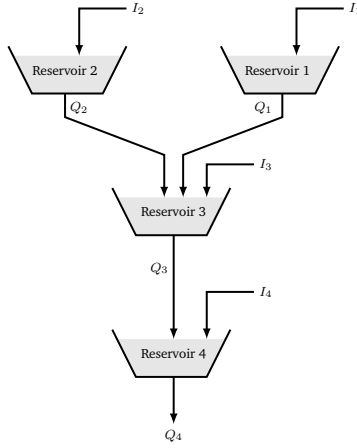 I₂
I
Reservoir 2
Reservoir 1
Q₂
Q₁
I₃
Reservoir 3
Q₃
I₄
Reservoir 4
Q₄